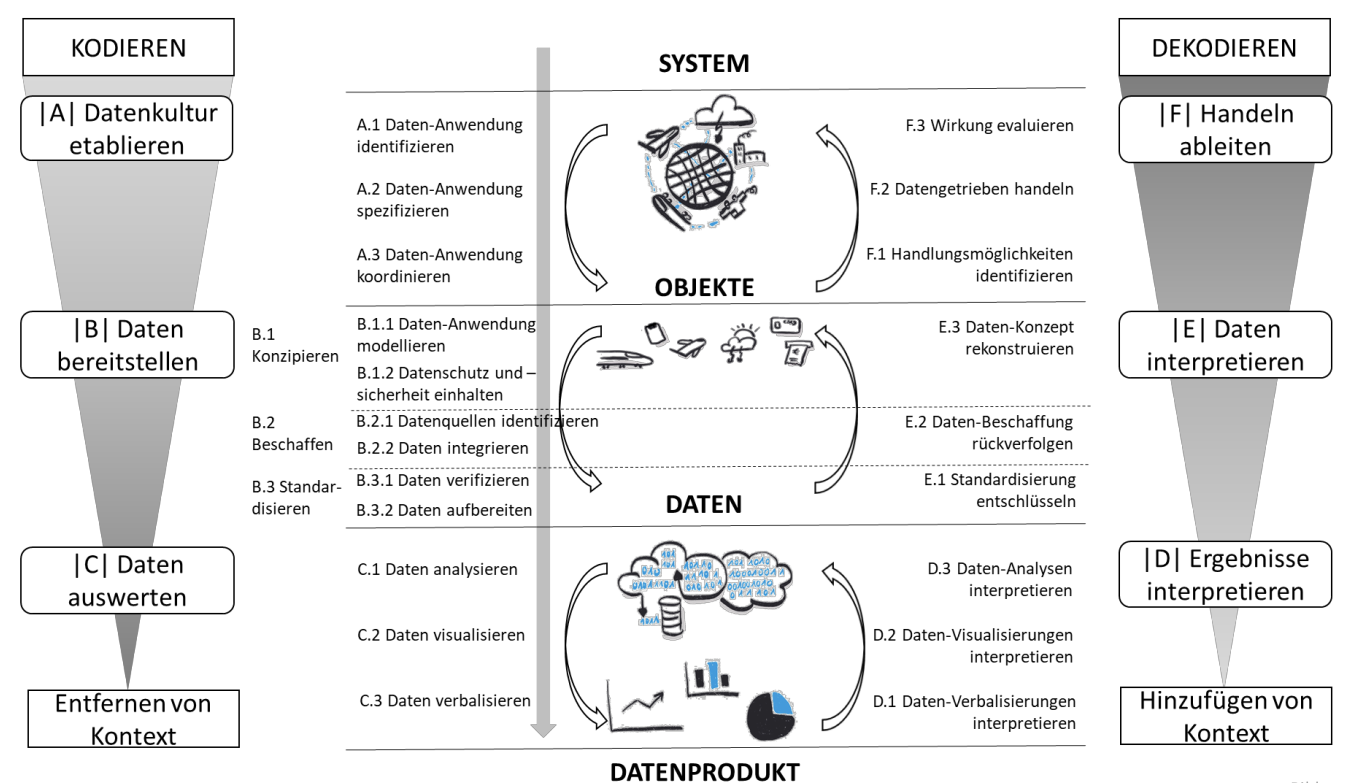 KODIEREN
|A| Datenkultur
etablieren
|B| Daten
bereitstellen
|C| Daten
auswerten
Entfernen von
Kontext
SYSTEM
A.1 Daten-Anwendung
identifizieren
A.2 Daten-Anwendung
spezifizieren
A.3 Daten-Anwendung
koordinieren
F.3 Wirkung evaluieren
F.2 Datengetrieben handeln
F.1 Handlungsmöglichkeiten
identifizieren
OBJEKTE
B.1
Konzipieren
B.1.1 Daten-Anwendung
modellieren
B.1.2 Datenschutz und –
sicherheit einhalten
B.2
Beschaffen
B.2.1 Datenquellen identifizieren
B.2.2 Daten integrieren
B.3 Standar-
disieren
B.3.1 Daten verifizieren
B.3.2 Daten aufbereiten
E.3 Daten-Konzept
rekonstruieren
E.2 Daten-Beschaffung
rückverfolgen
E.1 Standardisierung
entschlüsseln
DATEN
C.1 Daten analysieren
C.2 Daten visualisieren
C.3 Daten verbalisieren
D.3 Daten-Analysen
interpretieren
D.2 Daten-Visualisierungen
interpretieren
D.1 Daten-Verbalisierungen
interpretieren
DATENPRODUKT
DEKODIEREN
|F| Handeln
ableiten
|E| Daten
interpretieren
|D| Ergebnisse
interpretieren
Hinzufügen von
Kontext